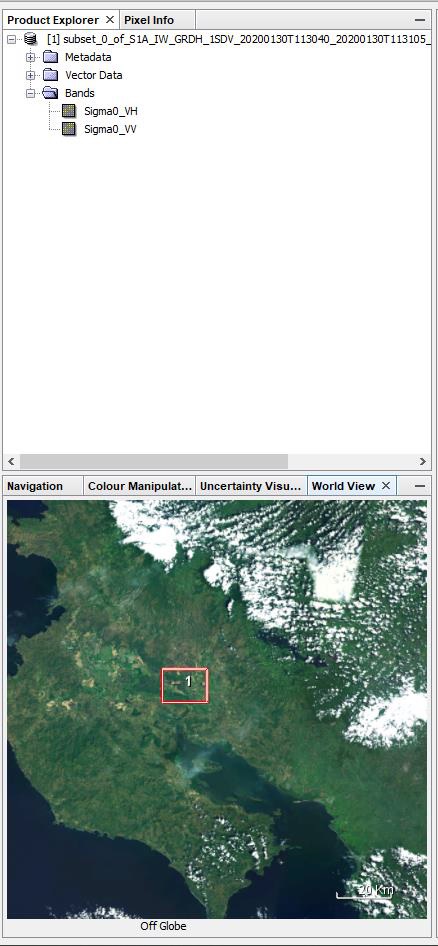 Product Explorer Pixel Info
[1] subset_0_of_S1A_IW_GRDH_1SDV_20200130T113040_20200130T113105_
Metadata
Vector Data
Bands
Sigma0_VH
Sigma0_VV
Navigation Colour Manipulat... Uncertainty Visu... World View
1
20 Km
Off Globe